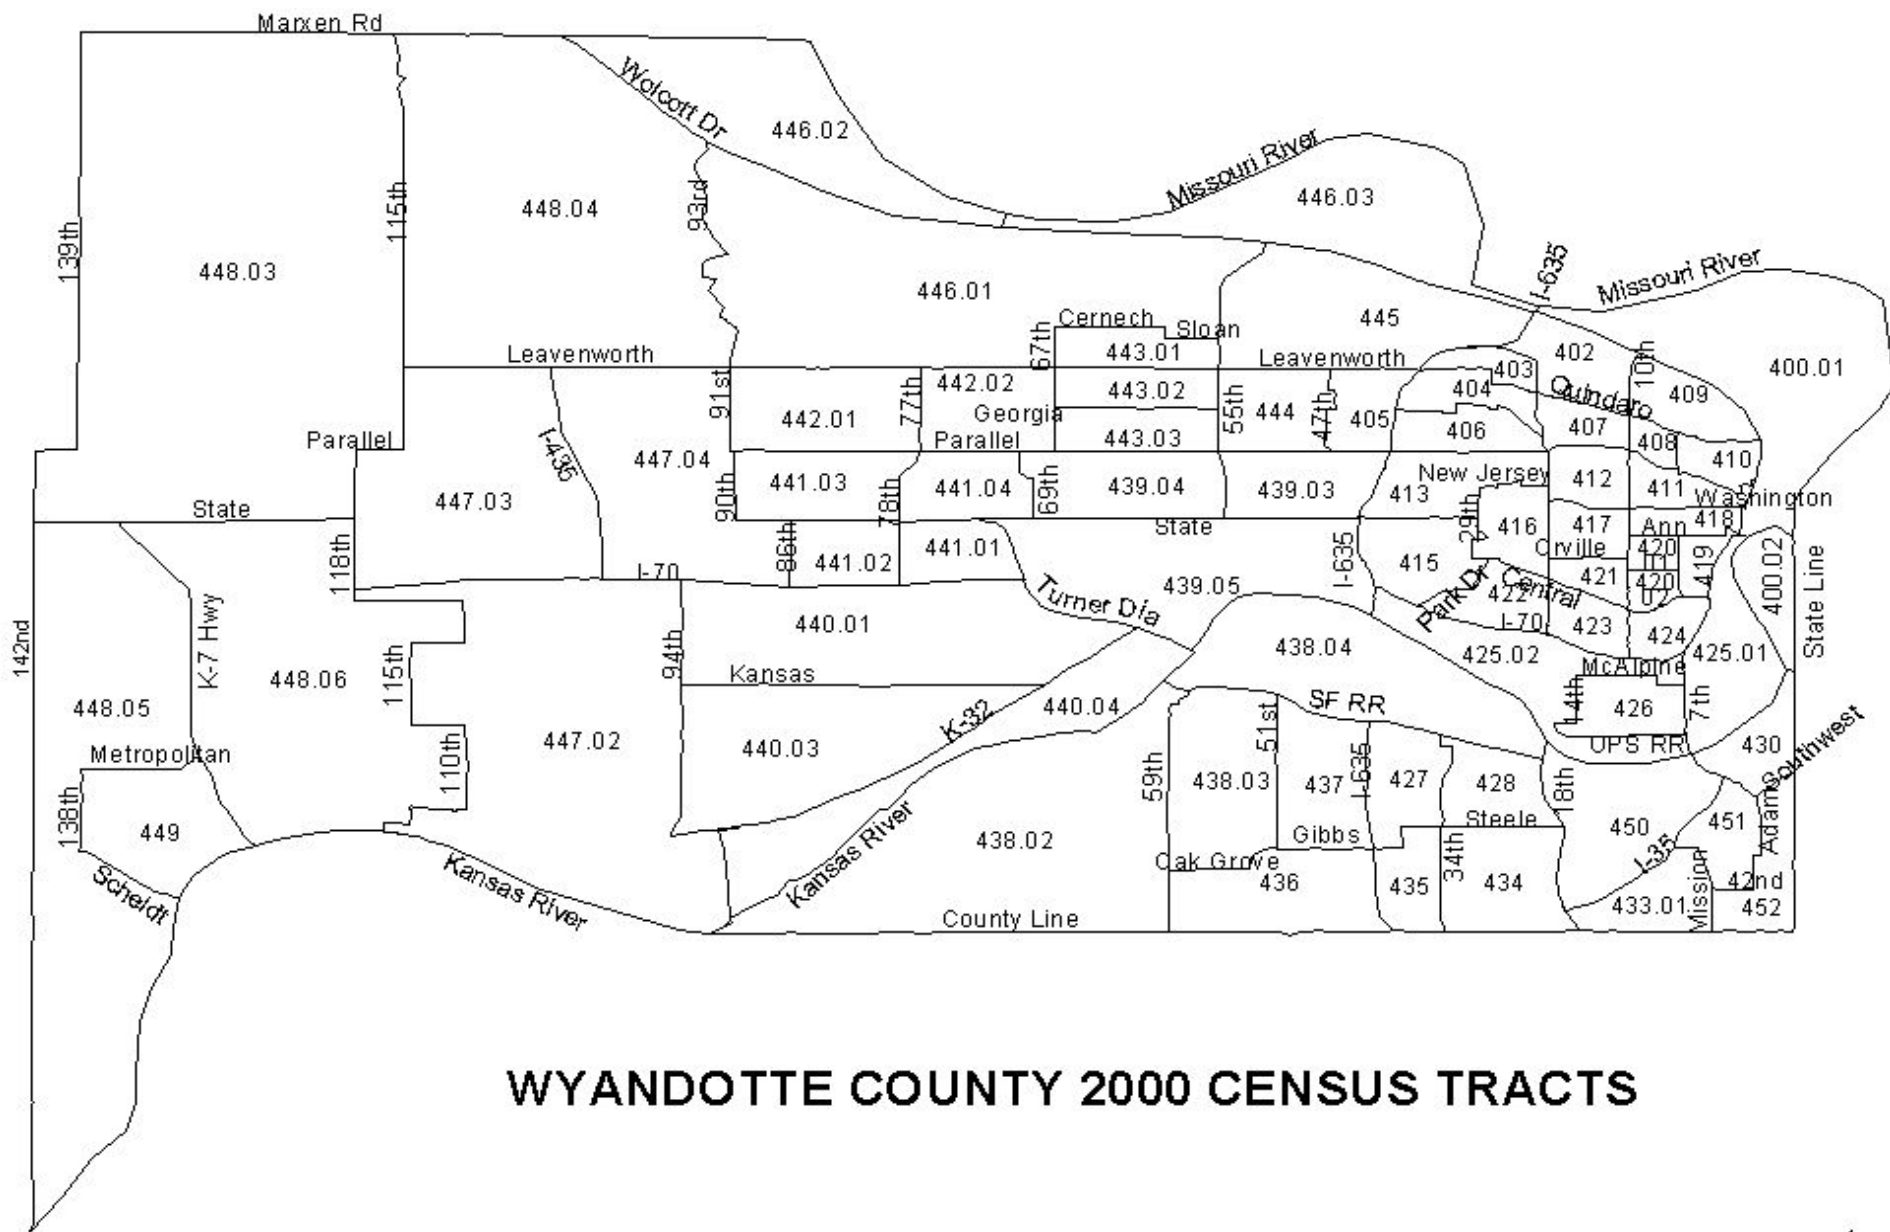 Marxen Rd
Wolcott Dr
446.02
Missouri River
446.03
139th
115th
448.04
93rd
448.03
446.01
I-635
Missouri River
Cernech
Sloan
445
67th
443.01
Leavenworth
Leavenworth
402
403
10th
400.01
91st
77th
442.02
443.02
404
Quindaro
409
442.01
Georgia
55th
444
47th
405
406
407
408
Parallel
I-435
447.04
Parallel
443.03
410
90th
441.03
78th
441.04
69th
439.04
439.03
413
New Jersey
412
411
Washington
447.03
State
State
29th
416
417
Ann
418
118th
I-70
86th
441.02
441.01
I-635
415
Orville
420
.01
419
400.02
State Line
Turner Dia
439.05
Park Dr
Central
421
420
.02
422
I-70
423
424
142nd
K-7 Hwy
448.06
115th
94th
440.01
Kansas
438.04
425.02
McAlpine
425.01
448.05
447.02
440.03
K-32
440.04
SF RR
14th
426
7th
Metropolitan
110th
59th
51st
UPS RR
430
Southwest
138th
449
438.03
437
I-635
427
428
18th
Adams
Scheldt
Kansas River
Kansas River
438.02
Gibbs
Steele
450
451
Oak Grove
436
435
34th
434
I-35
Mission
42nd
433.01
452
County Line
WYANDOTTE COUNTY 2000 CENSUS TRACTS